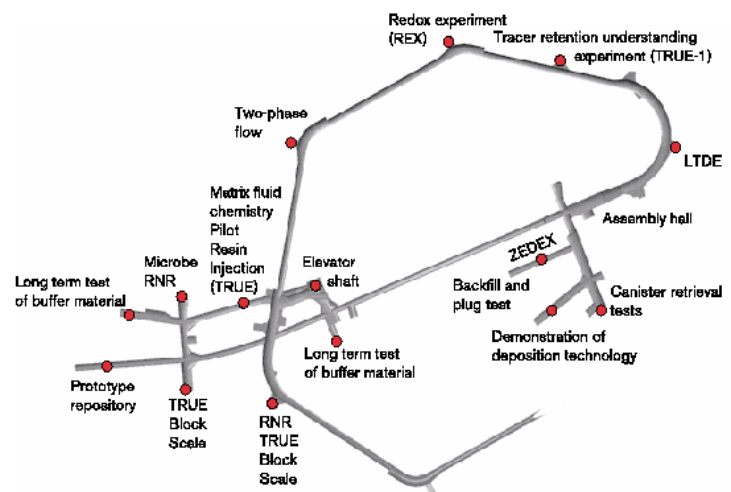 Redox experiment
(REX)
Tracer retention understanding
experiment (TRUE-1)
Two-phase
flow
LTDE
Matrix fluid
chemistry
Pilot
Resin
Injection
(TRUE)
Assembly hall
ZEDEX
Microbe
RNR
Elevator
shaft
Long term test
of buffer material
Backfill and
plug test
Canister retrieval
tests
Demonstration of
deposition technology
Long term test
of buffer material
Prototype
repository
TRUE
Block
Scale
RNR
TRUE
Block
Scale